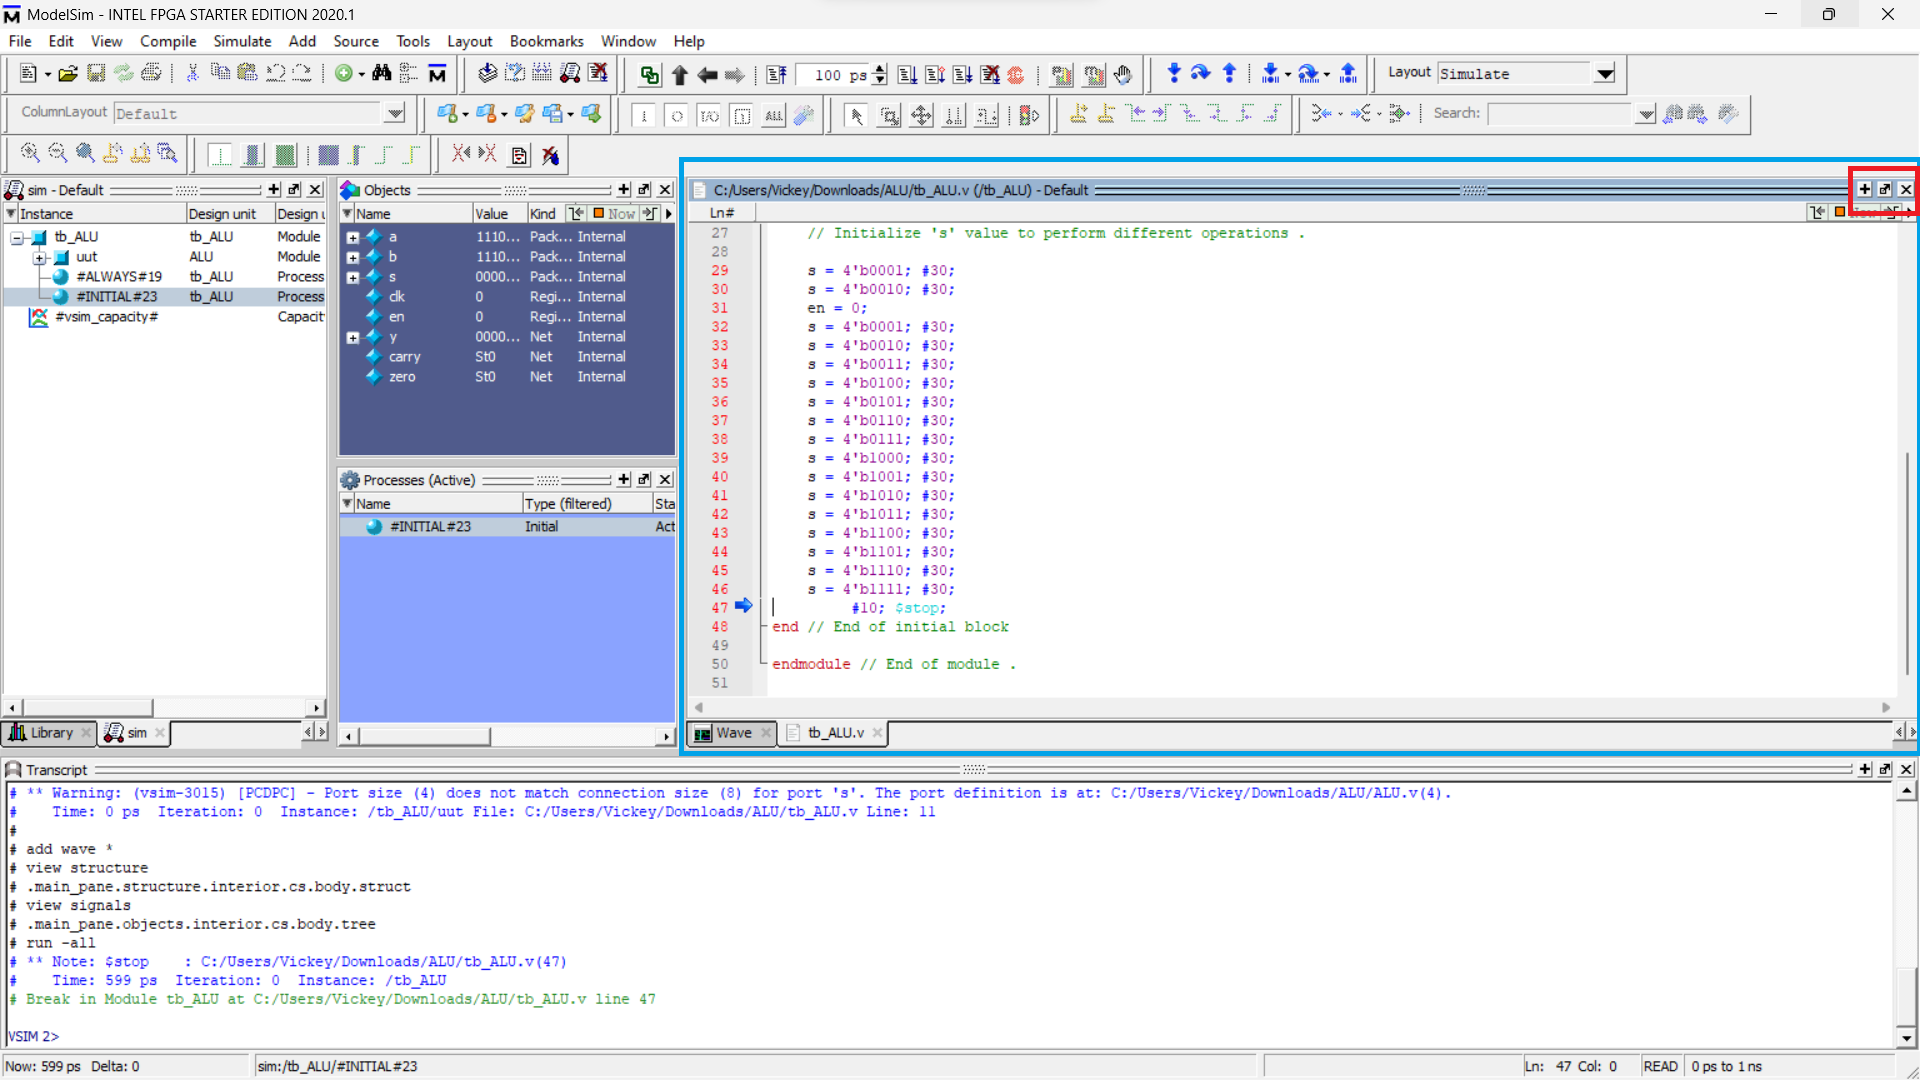 ModelSim - INTEL FPGA STARTER EDITION 2020.1
File Edit View Compile Simulate Add Source Tools Layout Bookmarks Window Help
100 ps
Layout Simulate
ColumnLayout Default
ALL
Search:
sim - Default
Instance Design unit Design u
tb_ALU tb_ALU Module
uut ALU Module
#ALWAYS#19 tb_ALU Process
#INITIAL#23 tb_ALU Process
#vsim_capacity# Capacit
Library sim
Objects
Name Value Kind Now
a 1110... Pack... Internal
b 1110... Pack... Internal
s 0000... Pack... Internal
clk 0 Regi... Internal
en 0 Regi... Internal
y 0000... Net Internal
carry St0 Net Internal
zero St0 Net Internal
Processes (Active)
Name Type (filtered) Sta
#INITIAL#23 Initial Act
C:/Users/Vickey/Downloads/ALU/tb_ALU.v (/tb_ALU) - Default
Ln#
27 // Initialize 's' value to perform different operations .
28
29 s = 4'b0001; #30;
30 s = 4'b0010; #30;
31 en = 0;
32 s = 4'b0001; #30;
33 s = 4'b0010; #30;
34 s = 4'b0011; #30;
35 s = 4'b0100; #30;
36 s = 4'b0101; #30;
37 s = 4'b0110; #30;
38 s = 4'b0111; #30;
39 s = 4'b1000; #30;
40 s = 4'b1001; #30;
41 s = 4'b1010; #30;
42 s = 4'b1011; #30;
43 s = 4'b1100; #30;
44 s = 4'b1101; #30;
45 s = 4'b1110; #30;
46 s = 4'b1111; #30;
47 #10; $stop;
48 end // End of initial block
49
50 endmodule // End of module .
51
Wave tb_ALU.v
Transcript
# ** Warning: (vsim-3015) [PCDPC] - Port size (4) does not match connection size (8) for port 's'. The port definition is at: C:/Users/Vickey/Downloads/ALU/ALU.v(4).
# Time: 0 ps Iteration: 0 Instance: /tb_ALU/uut File: C:/Users/Vickey/Downloads/ALU/tb_ALU.v Line: 11
#
# add wave *
# view structure
# .main_pane.structure.interior.cs.body.struct
# view signals
# .main_pane.objects.interior.cs.body.tree
# run -all
# ** Note: $stop : C:/Users/Vickey/Downloads/ALU/tb_ALU.v(47)
# Time: 599 ps Iteration: 0 Instance: /tb_ALU
# Break in Module tb_ALU at C:/Users/Vickey/Downloads/ALU/tb_ALU.v line 47
VSIM 2>
Now: 599 ps Delta: 0 sim:/tb_ALU/#INITIAL#23 Ln: 47 Col: 0 READ 0 ps to 1 ns